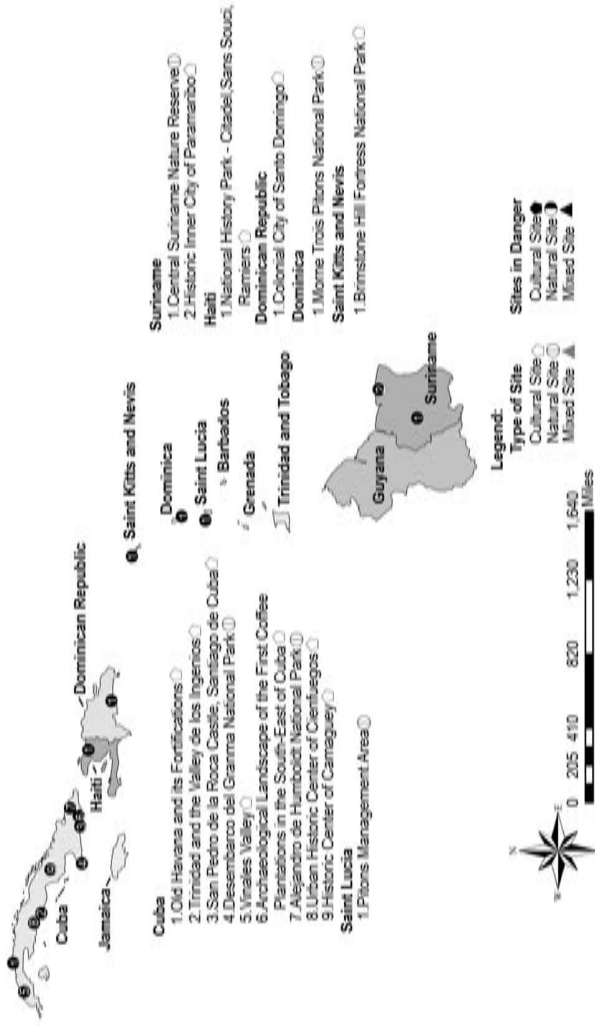 Cuba
Jamaica
Haiti
Dominican Republic
Saint Kitts and Nevis
Dominica
Saint Lucia
Barbados
Grenada
Trinidad and Tobago
Guyana
Suriname
Cuba
1.Old Havana and its Fortifications
2.Trinidad and the Valley de los Ingenios
3.San Pedro de la Roca Castle, Santiago de Cuba
4.Desembarco del Granma National Park
5.Vinales Valley
6.Archaeological Landscape of the First Coffee
Plantations in the South-East of Cuba
7.Alejandro de Humboldt National Park
8.Urban Historic Center of Cienfuegos
9.Historic Center of Camaguey
Saint Lucia
1.Pitons Management Area
Suriname
1.Central Suriname Nature Reserve
2.Historic Inner City of Paramaribo
Haiti
1.National History Park - Citadel,Sans Souci,
Ramiers
Dominican Republic
1.Colonial City of Santo Domingo
Dominica
1.Morne Trois Pitons National Park
Saint Kitts and Nevis
1.Brimstone Hill Fortress National Park
Legend:
Type of Site
Cultural Site
Natural Site
Mixed Site
Sites in Danger
Cultural Site
Natural Site
Mixed Site
N
E
0 205 410 820 1,230 1,640
Miles